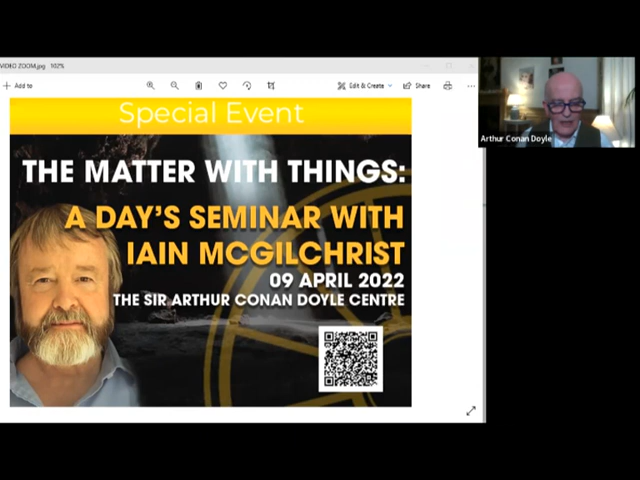 VIDEO ZOOM.jpg 102%
Add to
Edit & Create
Share
Special Event
THE MATTER WITH THINGS:
A DAY'S SEMINAR WITH
IAIN MCGILCHRIST
09 APRIL 2022
THE SIR ARTHUR CONAN DOYLE CENTRE
Arthur Conan Doyle